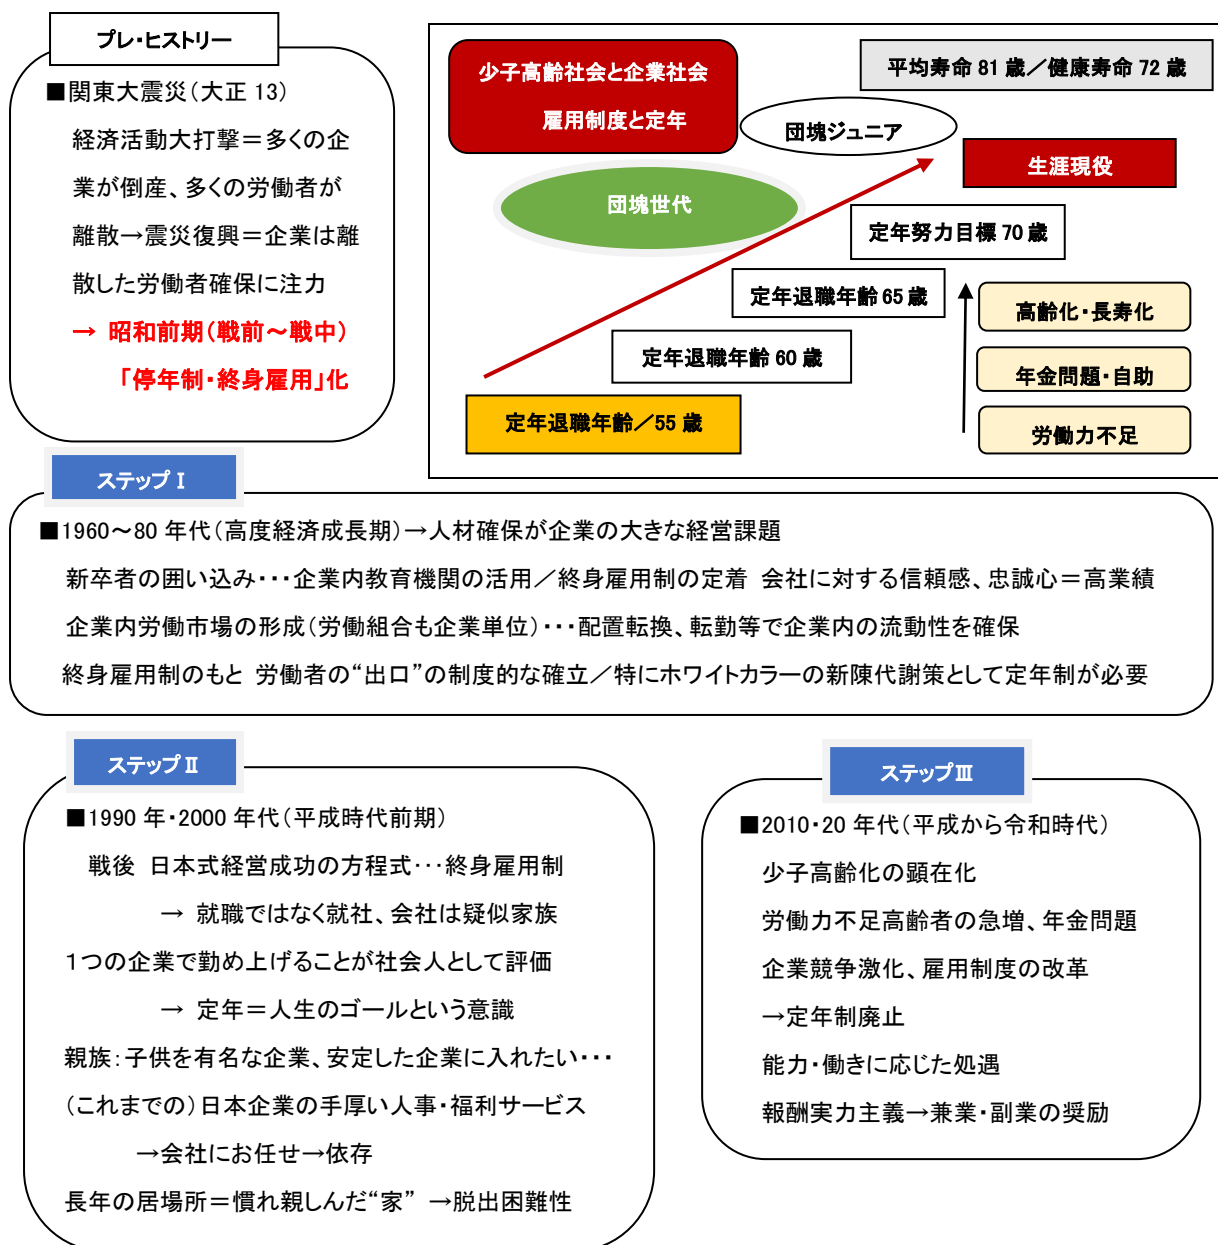 プレ・ヒストリー
■関東大震災（大正 13）
経済活動大打撃＝多くの企
業が倒産、多くの労働者が
離散→震災復興＝企業は離
散した労働者確保に注力
→ 昭和前期（戦前～戦中）
「停年制・終身雇用」化
少子高齢社会と企業社会
雇用制度と定年
平均寿命 81 歳／健康寿命 72 歳
団塊ジュニア
生涯現役
団塊世代
定年努力目標 70 歳
定年退職年齢 65 歳
高齢化・長寿化
定年退職年齢 60 歳
年金問題・自助
定年退職年齢／55 歳
労働力不足
ステップⅠ
■1960～80 年代（高度経済成長期）→人材確保が企業の大きな経営課題
新卒者の囲い込み・・・企業内教育機関の活用／終身雇用制の定着 会社に対する信頼感、忠誠心＝高業績
企業内労働市場の形成（労働組合も企業単位）・・・配置転換、転勤等で企業内の流動性を確保
終身雇用制のもと 労働者の“出口”の制度的な確立／特にホワイトカラーの新陳代謝策として定年制が必要
ステップⅡ
■1990 年・2000 年代（平成時代前期）
戦後 日本式経営成功の方程式･･･終身雇用制
→ 就職ではなく就社、会社は疑似家族
１つの企業で勤め上げることが社会人として評価
→ 定年＝人生のゴールという意識
親族：子供を有名な企業、安定した企業に入れたい・・・
（これまでの）日本企業の手厚い人事・福利サービス
→会社にお任せ→依存
長年の居場所＝慣れ親しんだ“家” →脱出困難性
ステップⅢ
■2010・20 年代（平成から令和時代）
少子高齢化の顕在化
労働力不足高齢者の急増、年金問題
企業競争激化、雇用制度の改革
→定年制廃止
能力・働きに応じた処遇
報酬実力主義→兼業・副業の奨励